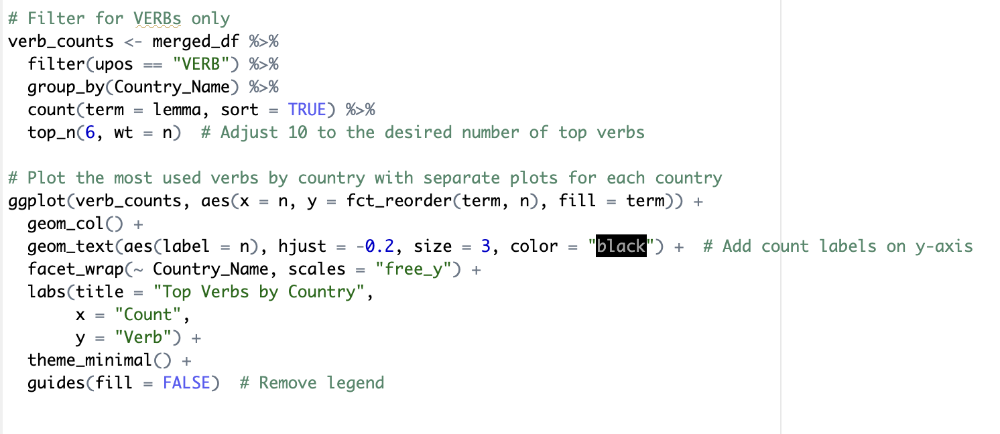 # Filter for VERBs only
verb_counts <- merged_df %>%
  filter(upos == "VERB") %>%
  group_by(Country_Name) %>%
  count(term = lemma, sort = TRUE) %>%
  top_n(6, wt = n)  # Adjust 10 to the desired number of top verbs

# Plot the most used verbs by country with separate plots for each country
ggplot(verb_counts, aes(x = n, y = fct_reorder(term, n), fill = term)) +
  geom_col() +
  geom_text(aes(label = n), hjust = -0.2, size = 3, color = "black") +  # Add count labels on y-axis
  facet_wrap(~ Country_Name, scales = "free_y") +
  labs(title = "Top Verbs by Country",
       x = "Count",
       y = "Verb") +
  theme_minimal() +
  guides(fill = FALSE)  # Remove legend